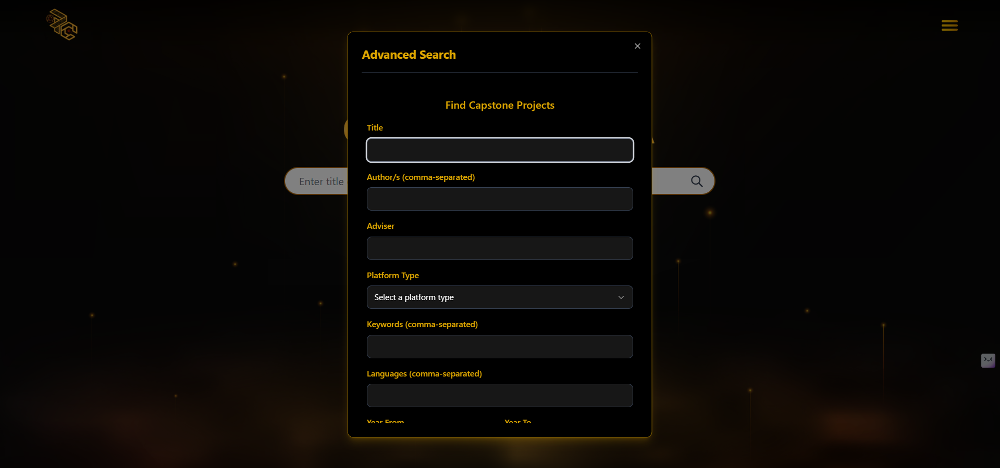 Advanced Search
Find Capstone Projects
Title
Enter title
Author/s (comma-separated)
Adviser
Platform Type
Select a platform type
Keywords (comma-separated)
Languages (comma-separated)
Year From
Year To